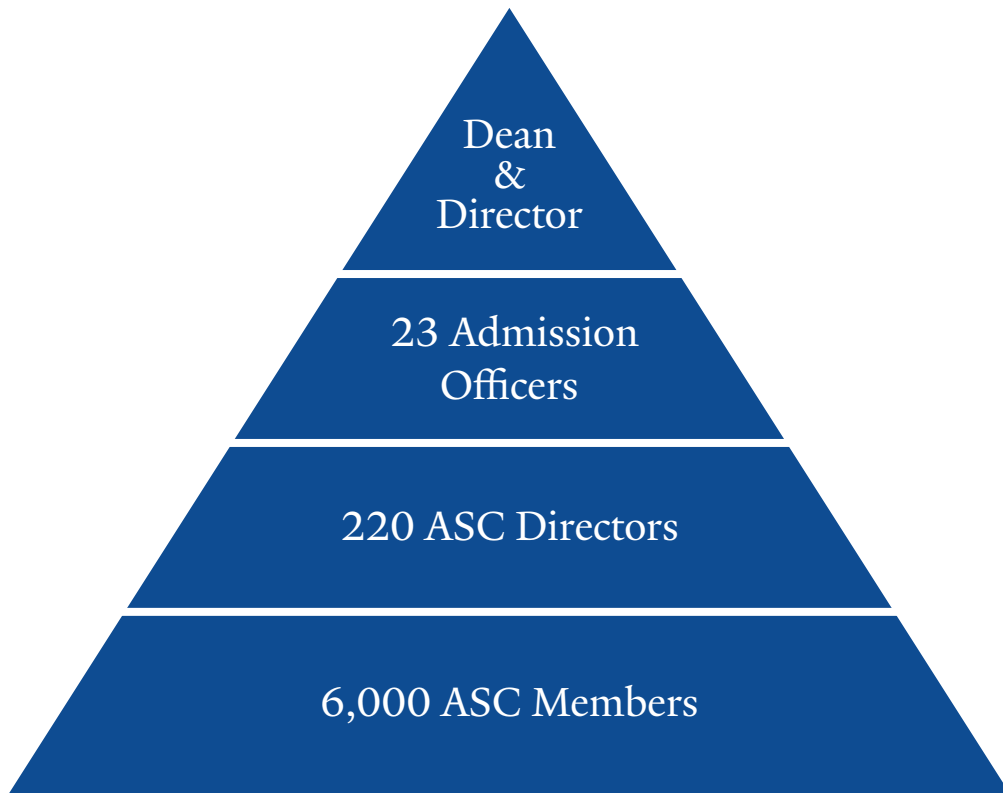 Dean
&
Director
23 Admission
Officers
220 ASC Directors
6,000 ASC Members